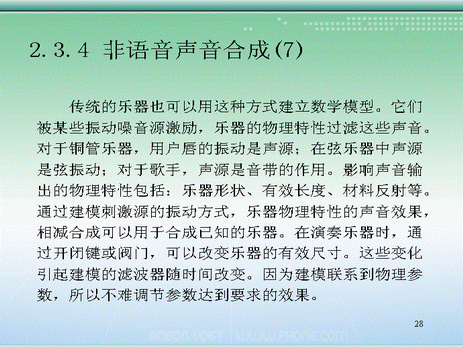 2.3.4 非语音声音合成(7)
传统的乐器也可以用这种方式建立数学模型。它们
被某些振动噪音源激励，乐器的物理特性过滤这些声音。
对于铜管乐器，用户唇的振动是声源；在弦乐器中声源
是弦振动；对于歌手，声源是音带的作用。影响声音输
出的物理特性包括：乐器形状、有效长度、材料反射等。
通过建模刺激源的振动方式，乐器物理特性的声音效果，
相减合成可以用于合成已知的乐器。在演奏乐器时，通
过开闭键或阀门，可以改变乐器的有效尺寸。这些变化
引起建模的滤波器随时间改变。因为建模联系到物理参
数，所以不难调节参数达到要求的效果。
28